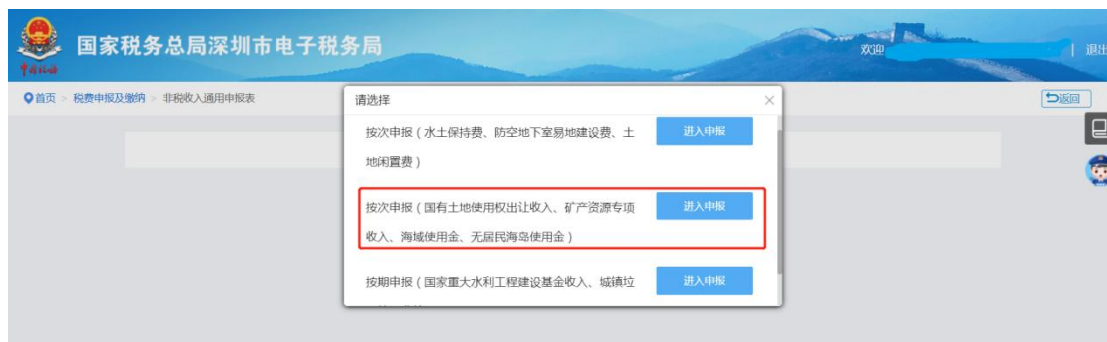 国家税务总局深圳市电子税务局
中国税务
欢迎
| 退出
首页 > 税费申报及缴纳 > 非税收入通用申报表
返回
请选择
×
按次申报（水土保持费、防空地下室易地建设费、土
地闲置费）
进入申报
按次申报（国有土地使用权出让收入、矿产资源专项
收入、海域使用金、无居民海岛使用金）
进入申报
按期申报（国家重大水利工程建设基金收入、城镇垃
进入申报